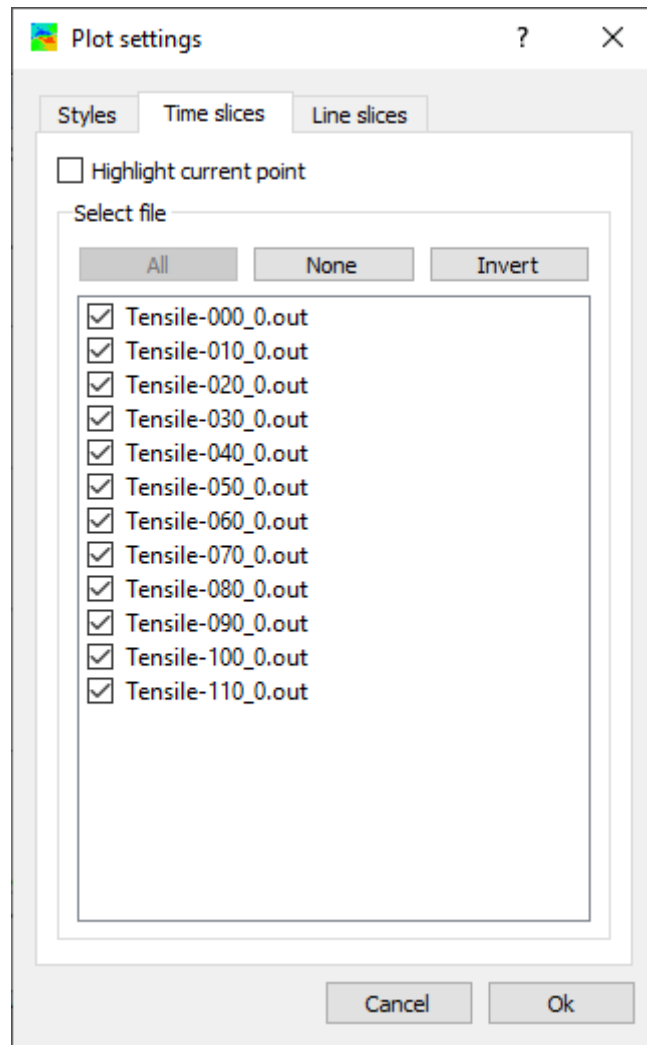 Plot settings ?
Styles Time slices Line slices
Highlight current point
Select file
All None Invert
Tensile-000_0.out
Tensile-010_0.out
Tensile-020_0.out
Tensile-030_0.out
Tensile-040_0.out
Tensile-050_0.out
Tensile-060_0.out
Tensile-070_0.out
Tensile-080_0.out
Tensile-090_0.out
Tensile-100_0.out
Tensile-110_0.out
Cancel Ok